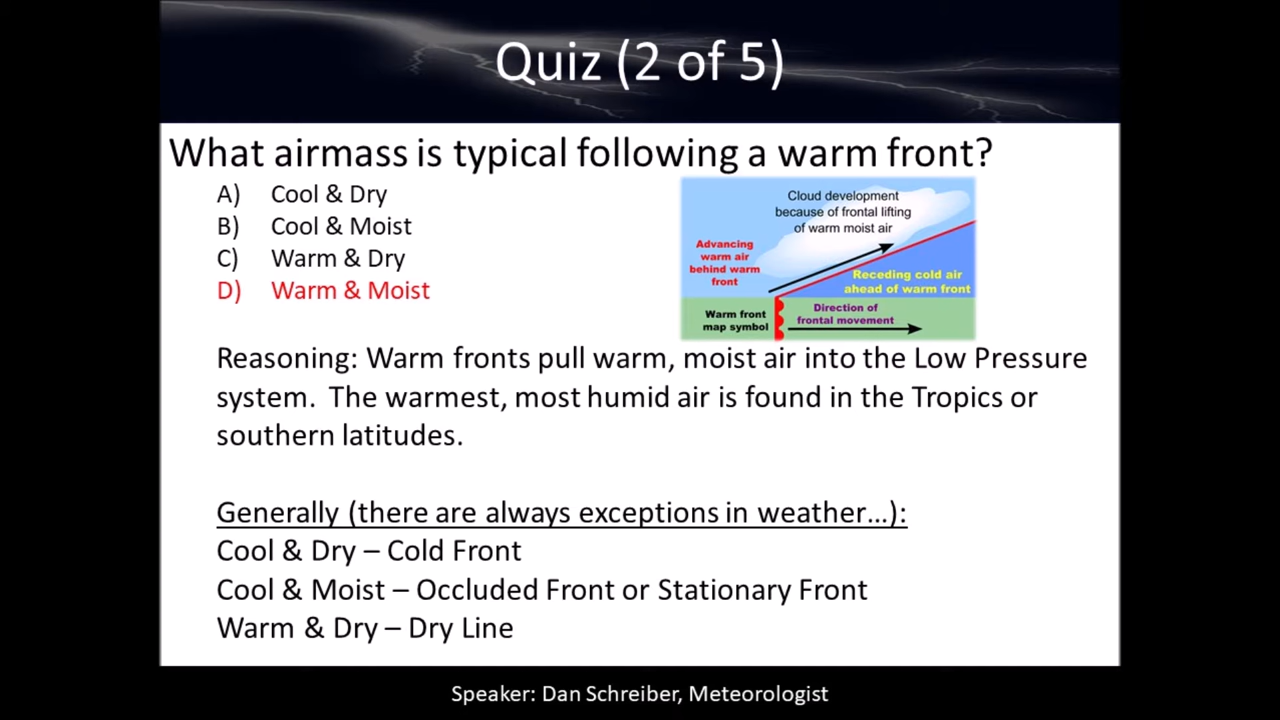 Quiz (2 of 5)
What airmass is typical following a warm front?
A) Cool & Dry
B) Cool & Moist
C) Warm & Dry
D) Warm & Moist
Cloud development
because of frontal lifting
of warm moist air
Advancing
warm air
behind warm
front
Receding cold air
ahead of warm front
Warm front
map symbol
Direction of
frontal movement
Reasoning: Warm fronts pull warm, moist air into the Low Pressure
system. The warmest, most humid air is found in the Tropics or
southern latitudes.
Generally (there are always exceptions in weather…):
Cool & Dry – Cold Front
Cool & Moist – Occluded Front or Stationary Front
Warm & Dry – Dry Line
Speaker: Dan Schreiber, Meteorologist